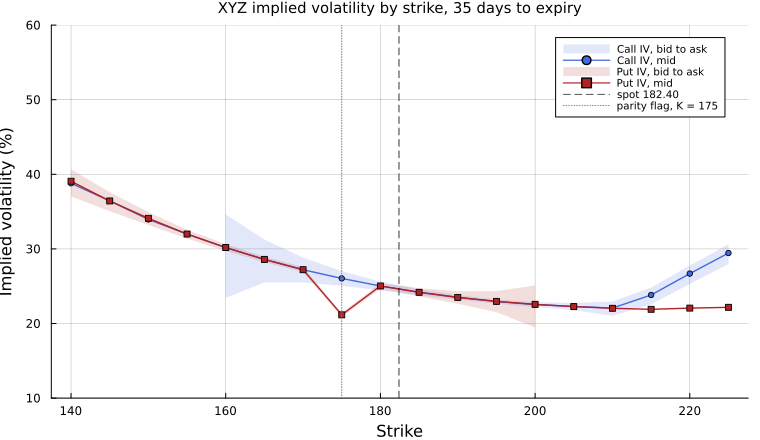 XYZ implied volatility by strike, 35 days to expiry
Implied volatility (%)
60
50
40
30
20
10
Call IV, bid to ask
Call IV, mid
Put IV, bid to ask
Put IV, mid
spot 182.40
parity flag, K = 175
140
160
180
200
220
Strike